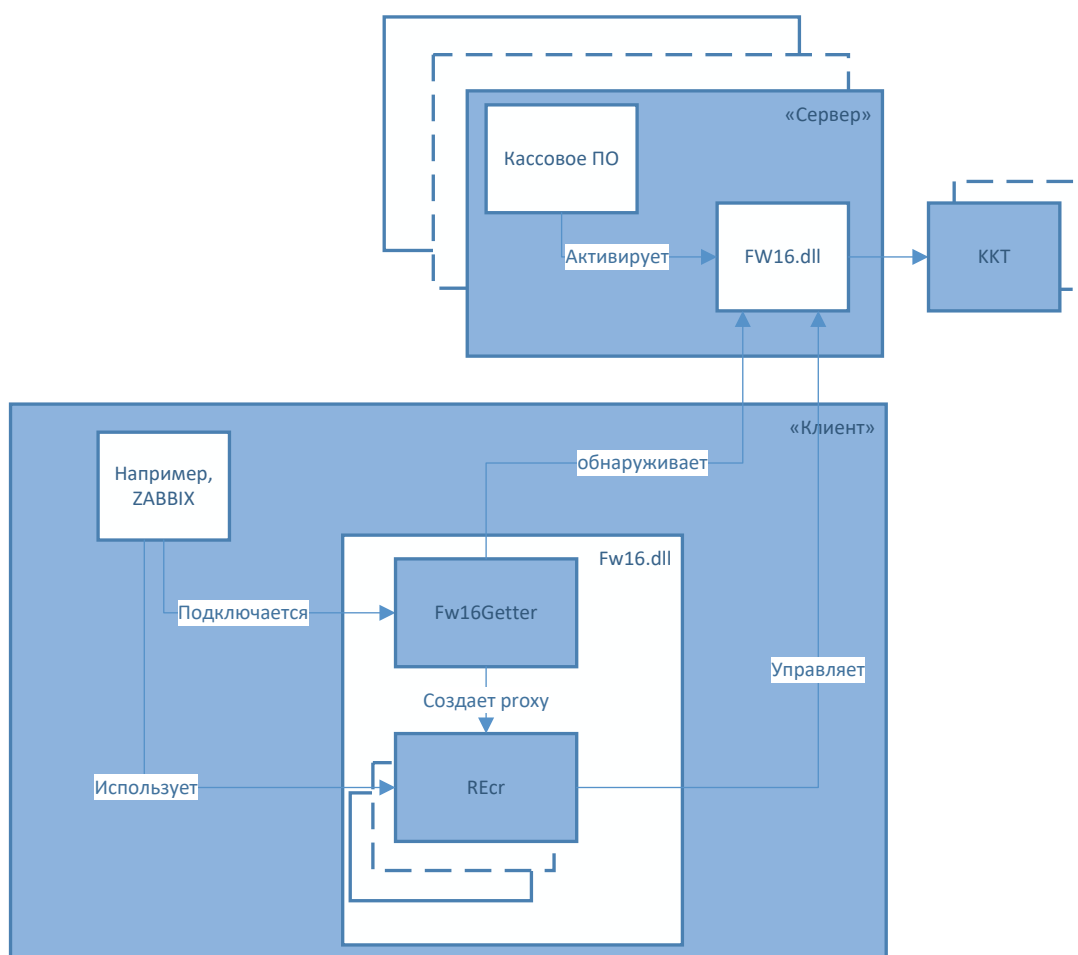 «Сервер»
Кассовое ПО
Активирует
FW16.dll
ККТ
«Клиент»
Например,
ZABBIX
обнаруживает
Fw16.dll
Подключается
Fw16Getter
Управляет
Создает proxy
Использует
REcr